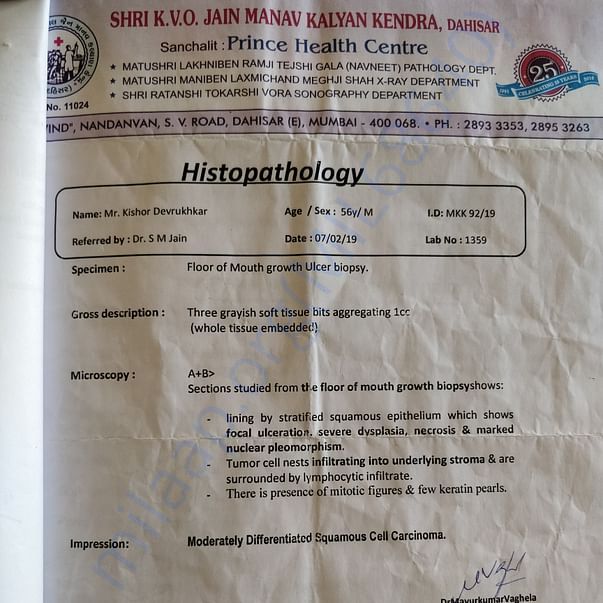 SHRI K.V.O. JAIN MANAV KALYAN KENDRA, DAHISAR
Sanchalit : Prince Health Centre
★ MATUSHRI LAKHNIBEN RAMJI TEJSHI GALA (NAVNEET) PATHOLOGY DEPT.
★ MATUSHRI MANIBEN LAXMICHAND MEGHJI SHAH X-RAY DEPARTMENT
★ SHRI RATANSHI TOKARSHI VORA SONOGRAPHY DEPARTMENT
25
CELEBRATING YEARS
No. 11024
VIND", NANDANVAN, S. V. ROAD, DAHISAR (E), MUMBAI - 400 068. • PH. : 2893 3353, 2895 3263
Histopathology
Name: Mr. Kishor Devrukhkar Age / Sex : 56y/ M I.D: MKK 92/19
Referred by : Dr. S M Jain Date : 07/02/19 Lab No : 1359
Specimen : Floor of Mouth growth Ulcer biopsy.
Gross description : Three grayish soft tissue bits aggregating 1cc
(whole tissue embedded)
Microscopy : A+B>
Sections studied from the floor of mouth growth biopsyshows:
- lining by stratified squamous epithelium which shows
focal ulceration, severe dysplasia, necrosis & marked
nuclear pleomorphism.
- Tumor cell nests infiltrating into underlying stroma & are
surrounded by lymphocytic infiltrate.
- There is presence of mitotic figures & few keratin pearls.
Impression: Moderately Differentiated Squamous Cell Carcinoma.
DrMayurkumarVaghela